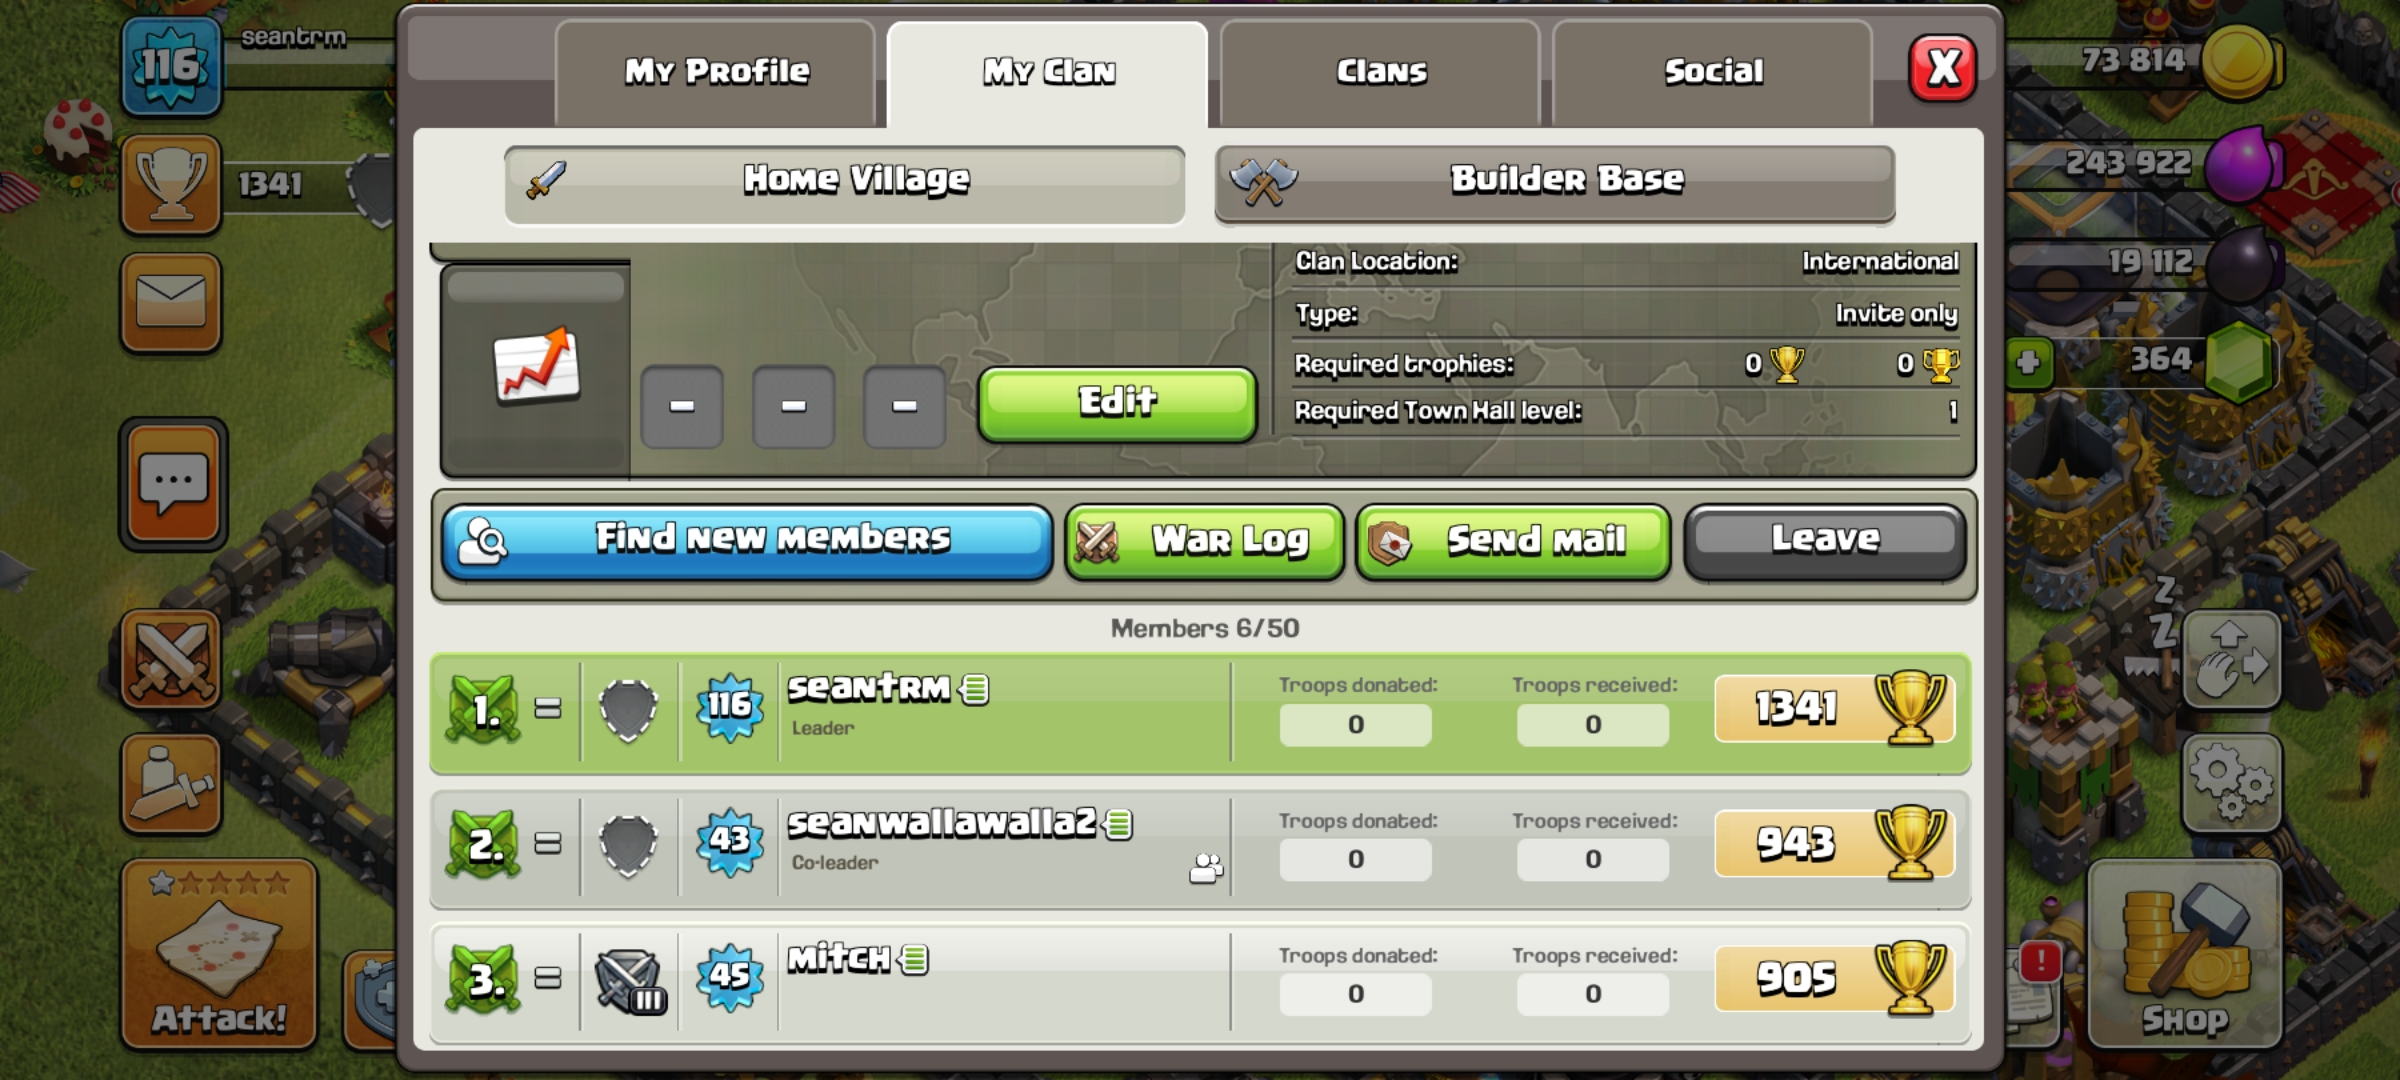 116
seantrm
My Profile
My Clan
Clans
Social
X
73 814
1341
Home Village
Builder Base
243 922
Clan Location:
International
19 112
Type:
Invite only
Required trophies:
0
0
364
Edit
Required Town Hall level:
1
Find new members
War Log
Send mail
Leave
Members 6/50
1.
=
116
seantrm
Leader
Troops donated:
0
Troops received:
0
1341
Z
Z
2.
=
43
seanwallawalla2
Co-leader
Troops donated:
0
Troops received:
0
943
3.
=
III
45
Mitch
Troops donated:
0
Troops received:
0
905
!
Attack!
Shop